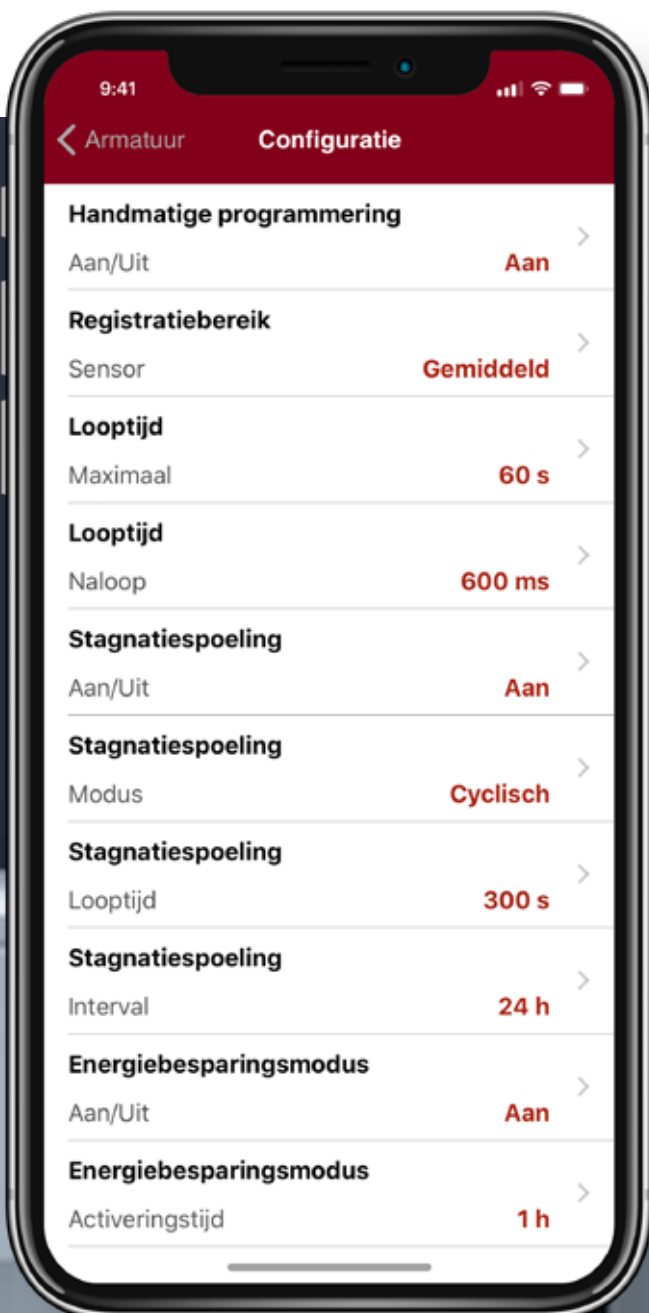 9:41
Armatuur Configuratie
Handmatige programmering
Aan/Uit Aan
Registratiebereik
Sensor Gemiddeld
Looptijd
Maximaal 60 s
Looptijd
Naloop 600 ms
Stagnatiespoeling
Aan/Uit Aan
Stagnatiespoeling
Modus Cyclisch
Stagnatiespoeling
Looptijd 300 s
Stagnatiespoeling
Interval 24 h
Energiebesparingsmodus
Aan/Uit Aan
Energiebesparingsmodus
Activeringstijd 1 h